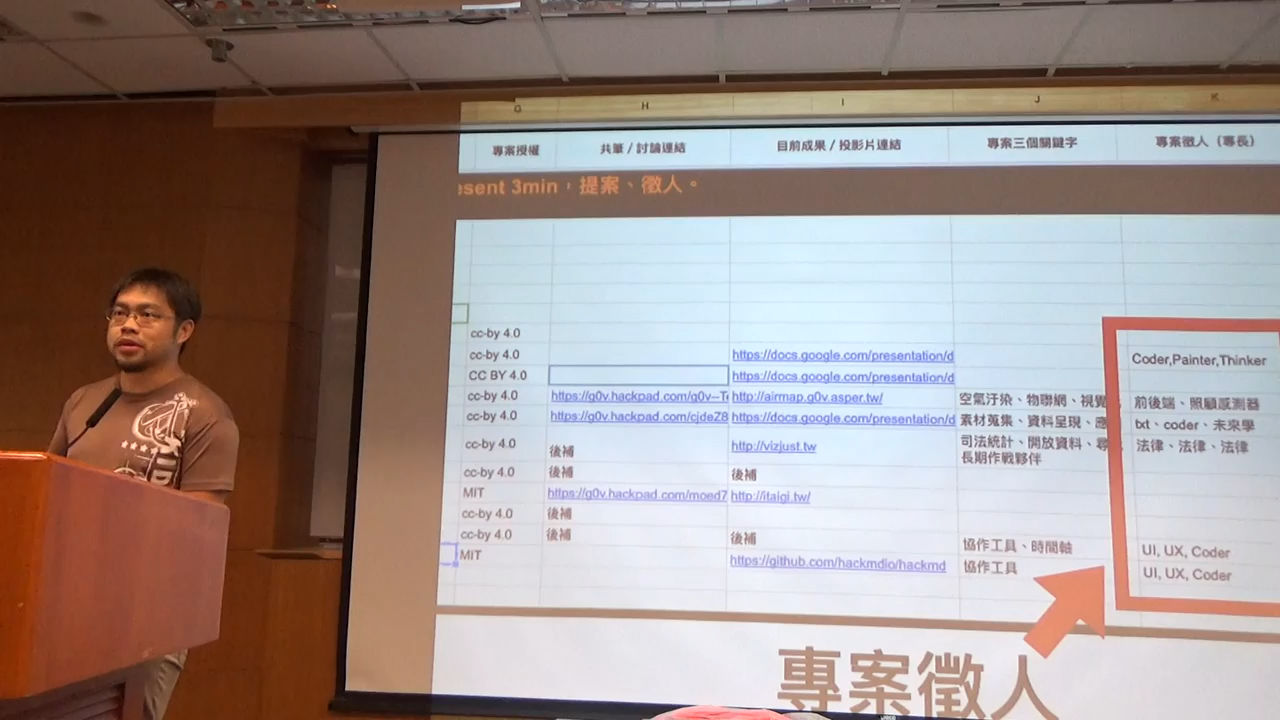 G H I J K
專案授權 共筆 / 討論連結 目前成果 / 投影片連結 專案三個關鍵字 專案徵人（專長）
esent 3min，提案、徵人。
cc-by 4.0
cc-by 4.0 https://docs.google.com/presentation/d Coder,Painter,Thinker
CC BY 4.0 https://docs.google.com/presentation/d
cc-by 4.0 https://g0v.hackpad.com/g0v--T http://airmap.g0v.asper.tw/ 空氣汙染、物聯網、視覺 前後端、照顧感測器
cc-by 4.0 https://g0v.hackpad.com/cjdeZ8 https://docs.google.com/presentation/d 素材蒐集、資料呈現、應 txt、coder、未來學
cc-by 4.0 後補 http://vizjust.tw 司法統計、開放資料、尋 法律、法律、法律
長期作戰夥伴
cc-by 4.0 後補 後補
MIT https://g0v.hackpad.com/moed7 http://itaigi.tw/
cc-by 4.0 後補
cc-by 4.0 後補 後補 協作工具、時間軸 UI, UX, Coder
MIT https://github.com/hackmdio/hackmd 協作工具 UI, UX, Coder
專案徵人